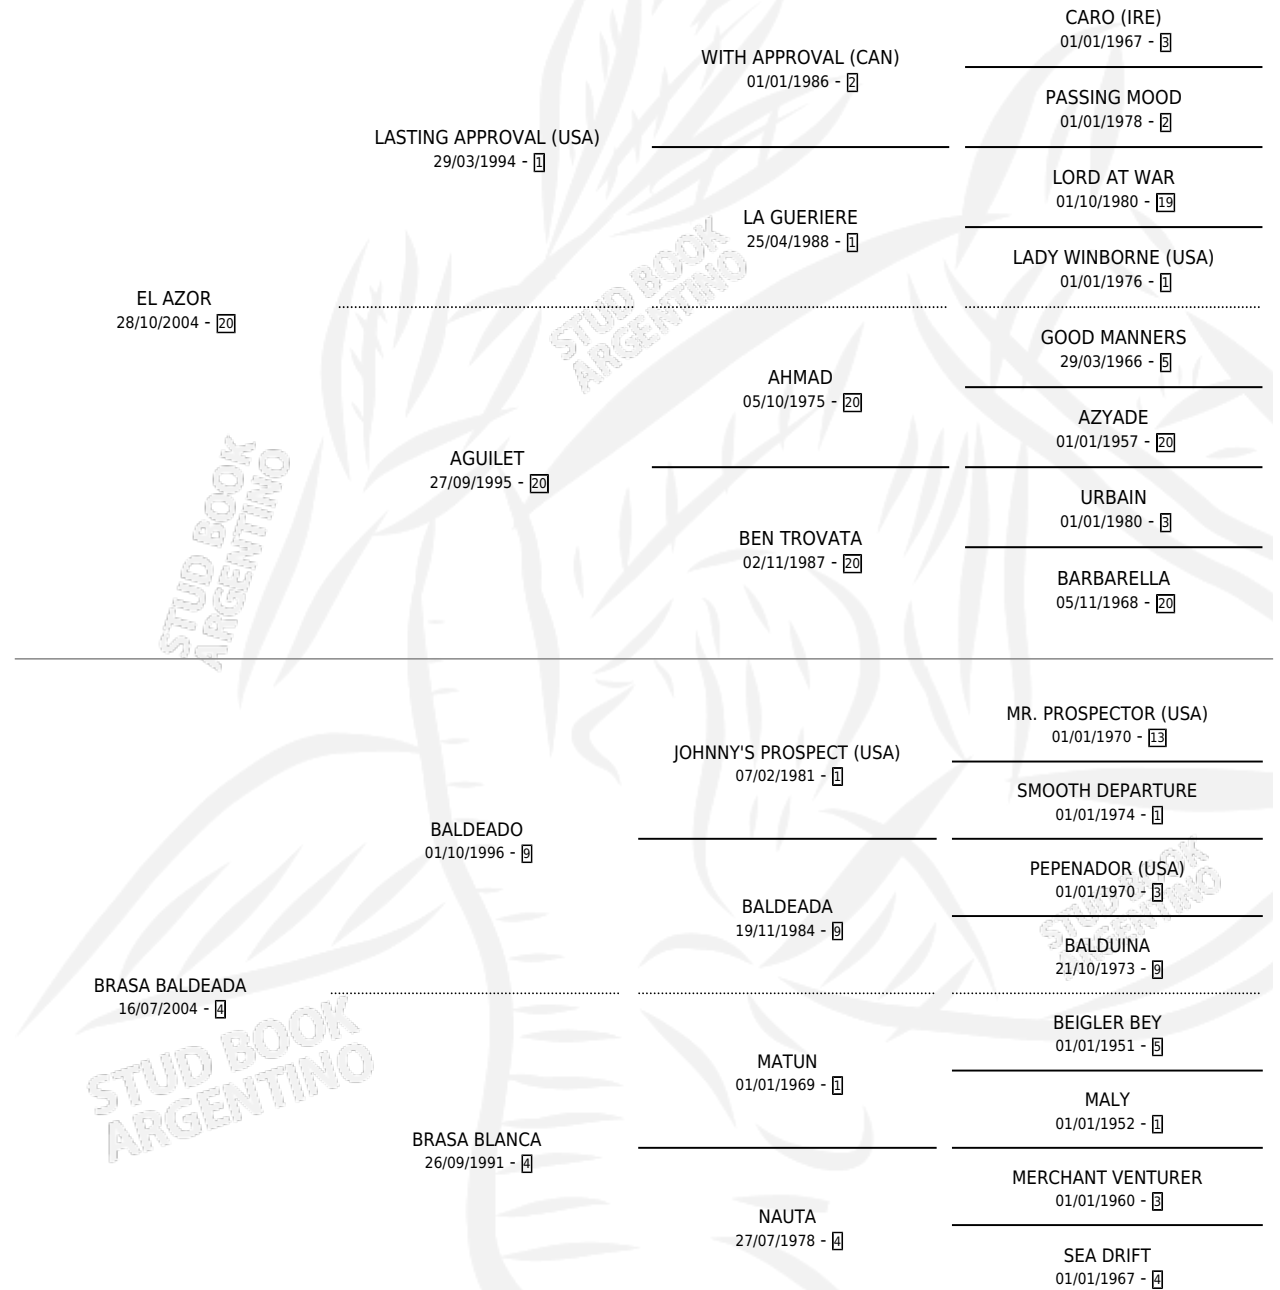 CARO (IRE)
01/01/1967 - 3
WITH APPROVAL (CAN)
01/01/1986 - 2
PASSING MOOD
01/01/1978 - 2
LASTING APPROVAL (USA)
29/03/1994 - 1
LORD AT WAR
01/10/1980 - 19
LA GUERIERE
25/04/1988 - 1
LADY WINBORNE (USA)
01/01/1976 - 1
EL AZOR
28/10/2004 - 20
GOOD MANNERS
29/03/1966 - 5
AHMAD
05/10/1975 - 20
AZYADE
01/01/1957 - 20
AGUILET
27/09/1995 - 20
URBAIN
01/01/1980 - 3
BEN TROVATA
02/11/1987 - 20
BARBARELLA
05/11/1968 - 20
STUD BOOK
ARGENTINO
STUD BOOK
ARGENTINO
MR. PROSPECTOR (USA)
01/01/1970 - 13
JOHNNY'S PROSPECT (USA)
07/02/1981 - 1
SMOOTH DEPARTURE
01/01/1974 - 1
BALDEADO
01/10/1996 - 9
PEPENADOR (USA)
01/01/1970 - 3
BALDEADA
19/11/1984 - 9
BALDUINA
21/10/1973 - 9
STUD BOOK
ARGENTINO
BRASA BALDEADA
16/07/2004 - 4
BEIGLER BEY
01/01/1951 - 5
MATUN
01/01/1969 - 1
MALY
01/01/1952 - 1
BRASA BLANCA
26/09/1991 - 4
MERCHANT VENTURER
01/01/1960 - 3
NAUTA
27/07/1978 - 4
SEA DRIFT
01/01/1967 - 4
STUD BOOK
ARGENTINO